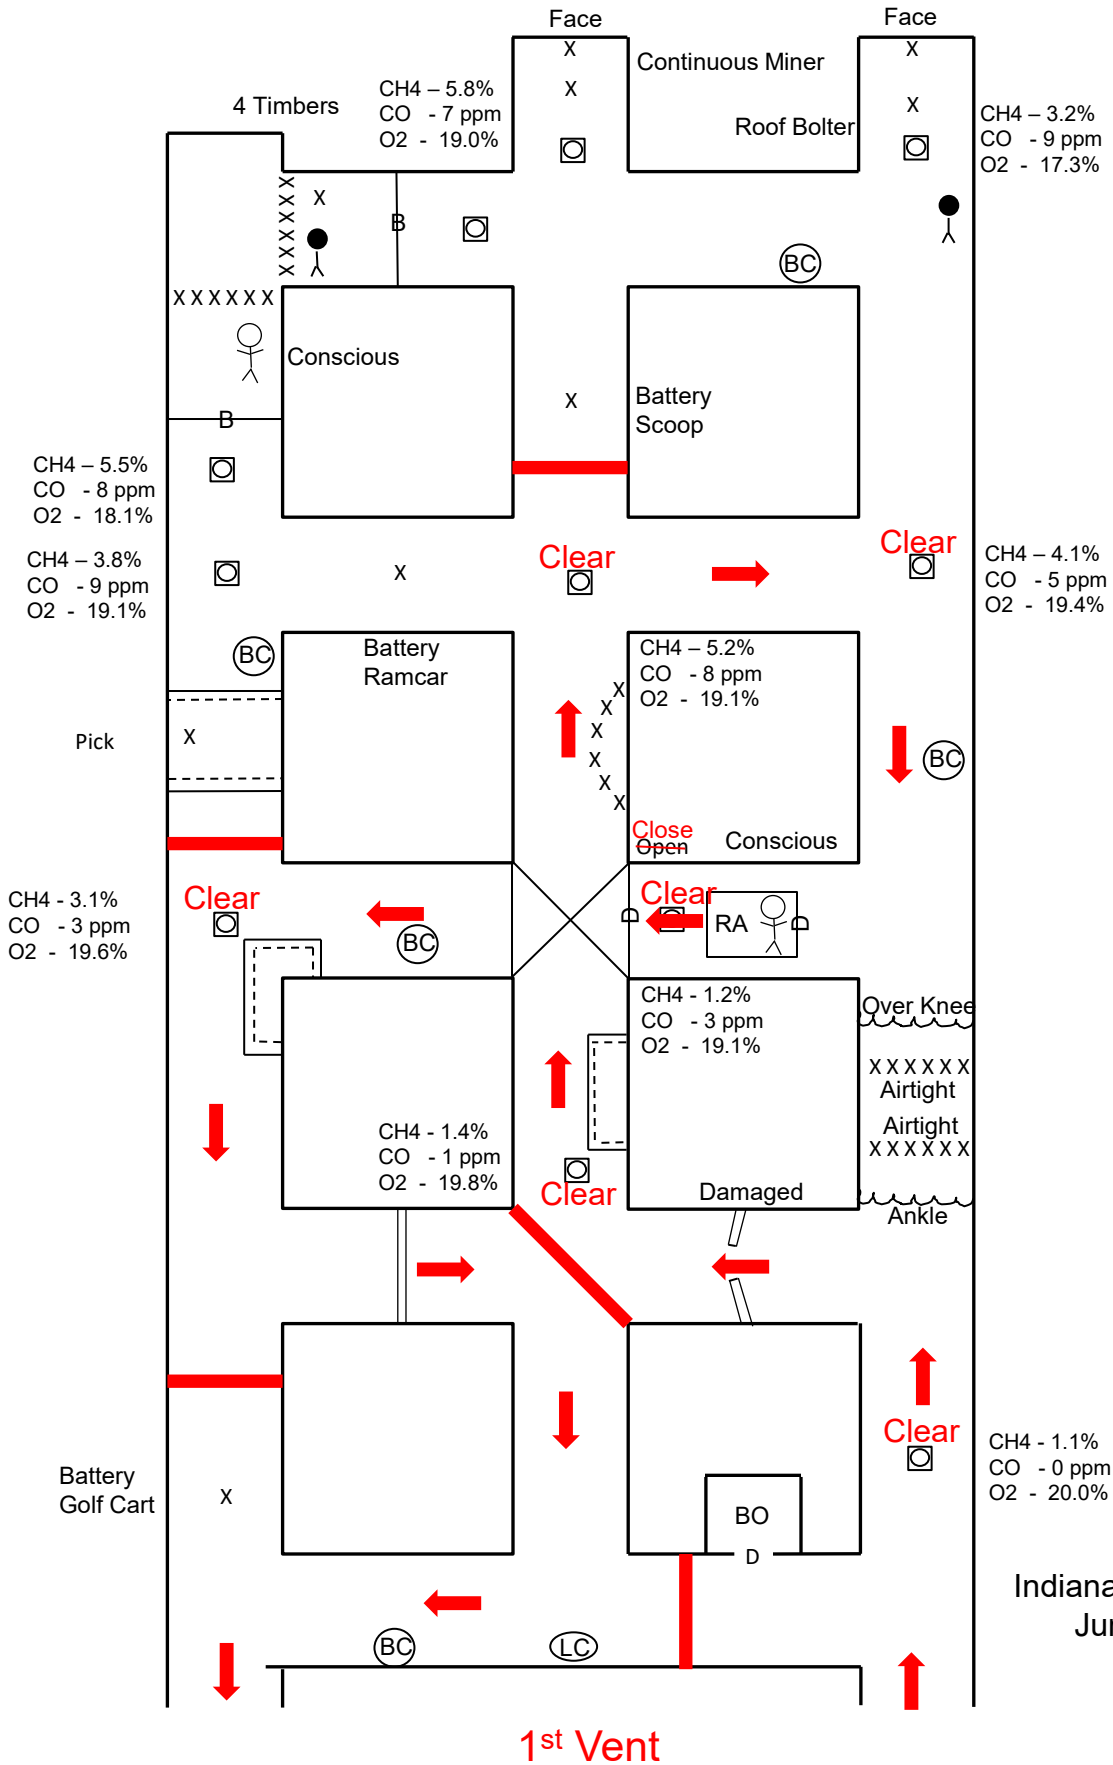 Face
Face
X
X
Continuous Miner
CH4 – 5.8%
CO - 7 ppm
O2 - 19.0%
X
X
4 Timbers
Roof Bolter
CH4 – 3.2%
CO - 9 ppm
O2 - 17.3%
X X X X X X
X
B
BC
X X X X X X
Conscious
X
Battery
Scoop
B
CH4 – 5.5%
CO - 8 ppm
O2 - 18.1%
Clear
Clear
CH4 – 3.8%
CO - 9 ppm
O2 - 19.1%
X
CH4 – 4.1%
CO - 5 ppm
O2 - 19.4%
BC
Battery
Ramcar
CH4 – 5.2%
CO - 8 ppm
O2 - 19.1%
X X X X X X
Pick
X
BC
Close
Open
Conscious
CH4 – 3.1%
CO - 3 ppm
O2 - 19.6%
Clear
Clear
D
RA
D
BC
CH4 - 1.2%
CO - 3 ppm
O2 - 19.1%
Over Knee
X X X X X X
Airtight
Airtight
X X X X X X
CH4 - 1.4%
CO - 1 ppm
O2 - 19.8%
Clear
Damaged
Ankle
Clear
CH4 - 1.1%
CO - 0 ppm
O2 - 20.0%
Battery
Golf Cart
X
BO
D
Indiana
Jun
BC
LC
1st Vent